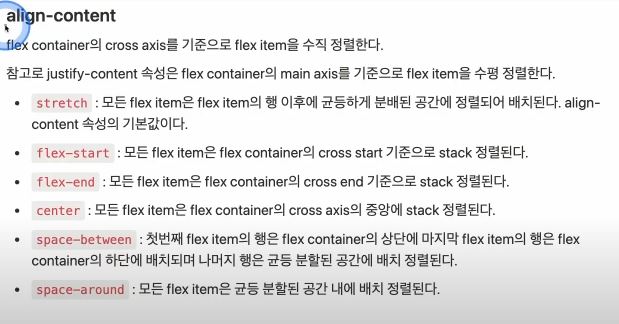 align-content
flex container의 cross axis를 기준으로 flex item을 수직 정렬한다.
참고로 justify-content 속성은 flex container의 main axis를 기준으로 flex item을 수평 정렬한다.
• stretch : 모든 flex item은 flex item의 행 이후에 균등하게 분배된 공간에 정렬되어 배치된다. align-
content 속성의 기본값이다.
• flex-start : 모든 flex item은 flex container의 cross start 기준으로 stack 정렬된다.
• flex-end : 모든 flex item은 flex container의 cross end 기준으로 stack 정렬된다.
• center : 모든 flex item은 flex container의 cross axis의 중앙에 stack 정렬된다.
• space-between : 첫번째 flex item의 행은 flex container의 상단에 마지막 flex item의 행은 flex
container의 하단에 배치되며 나머지 행은 균등 분할된 공간에 배치 정렬된다.
• space-around : 모든 flex item은 균등 분할된 공간 내에 배치 정렬된다.